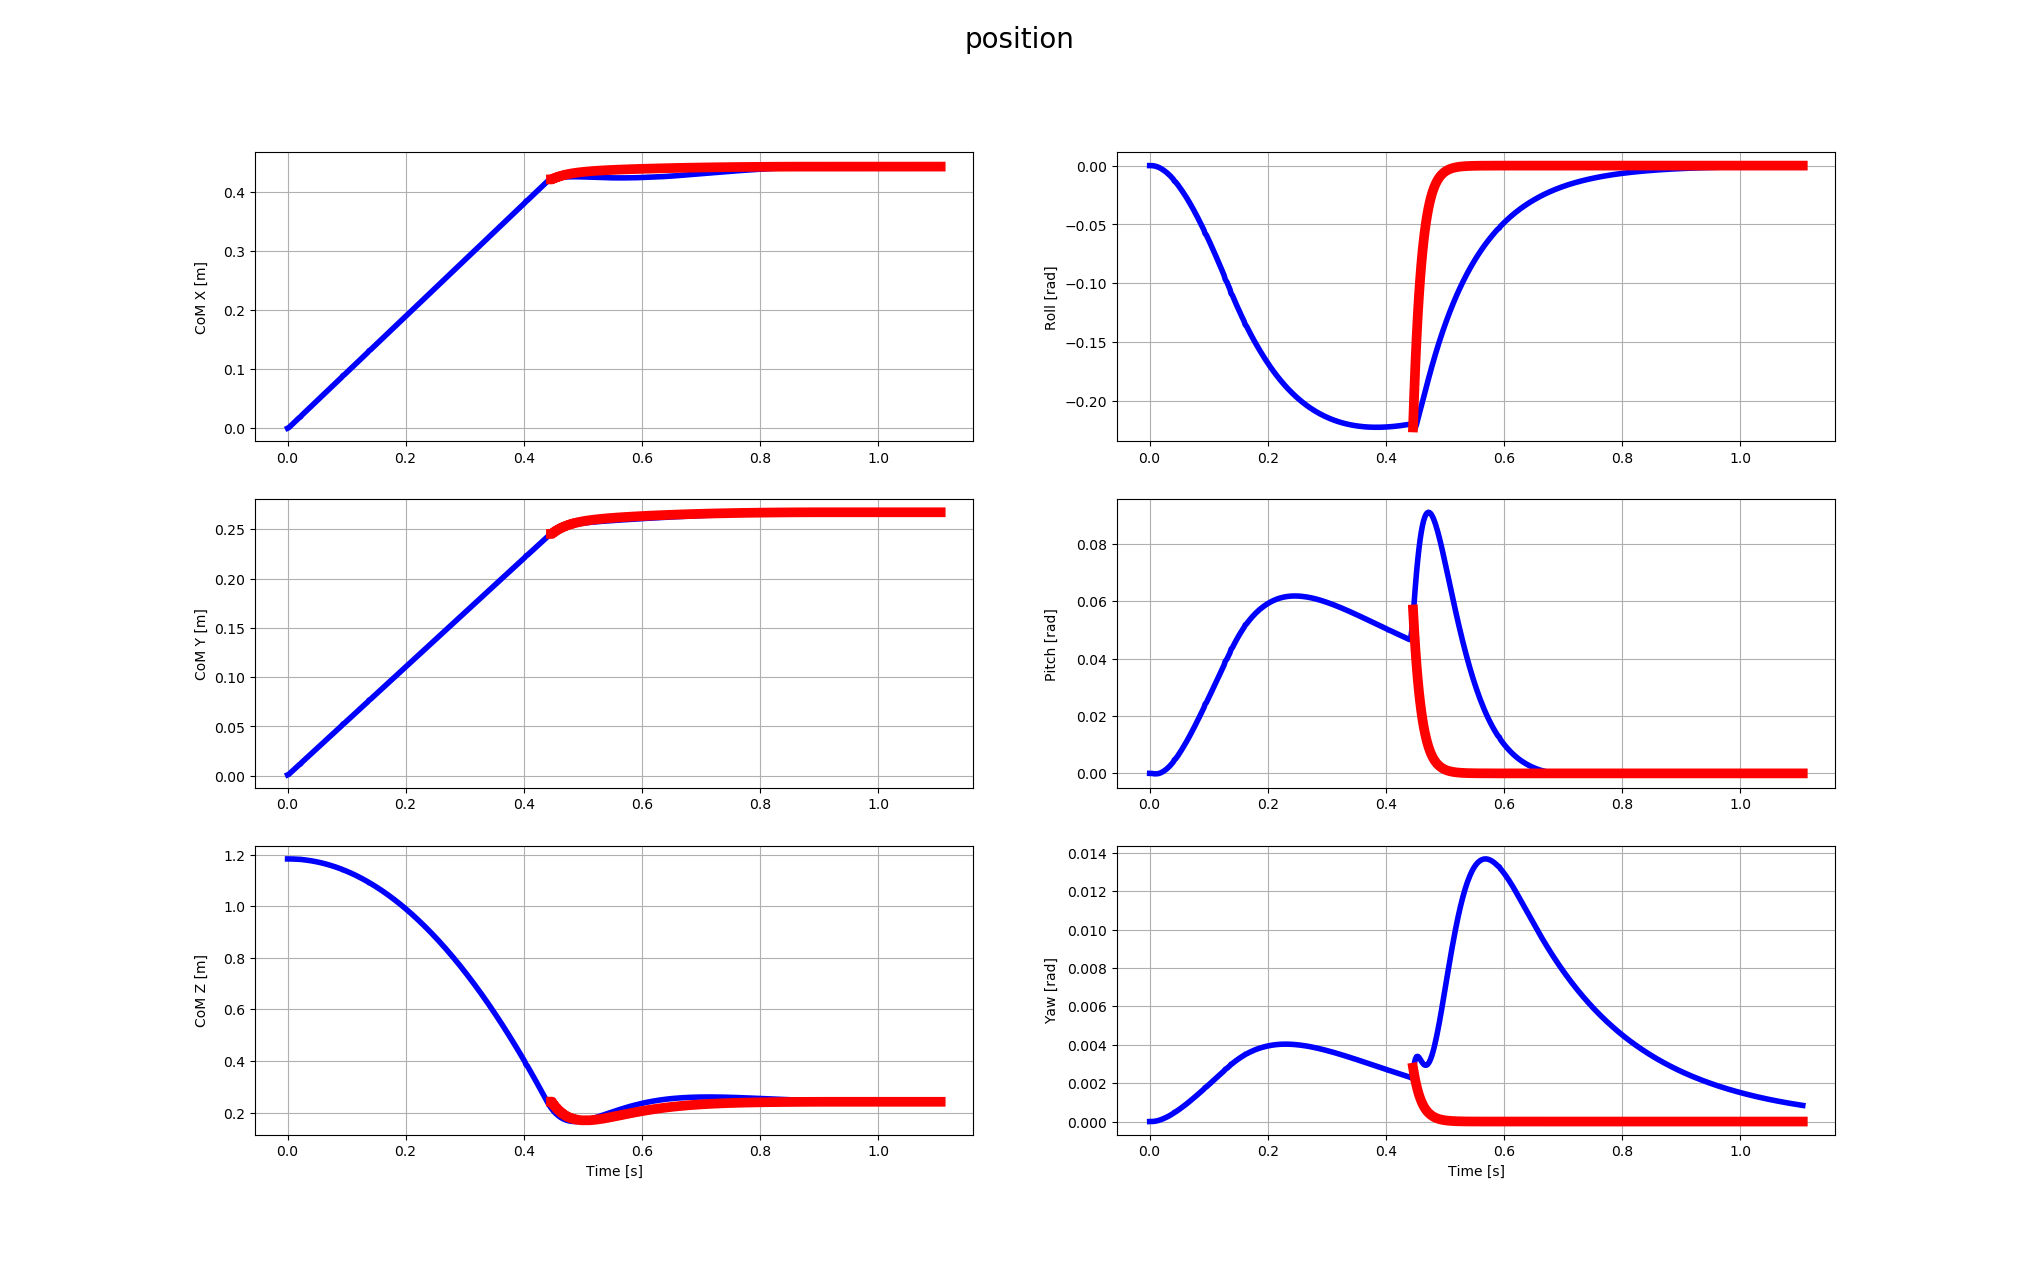 position
CoM X [m]
0.4
0.3
0.2
0.1
0.0
0.0 0.2 0.4 0.6 0.8 1.0
Roll [rad]
0.00
−0.05
−0.10
−0.15
−0.20
0.0 0.2 0.4 0.6 0.8 1.0
CoM Y [m]
0.25
0.20
0.15
0.10
0.05
0.00
0.0 0.2 0.4 0.6 0.8 1.0
Pitch [rad]
0.08
0.06
0.04
0.02
0.00
0.0 0.2 0.4 0.6 0.8 1.0
CoM Z [m]
1.2
1.0
0.8
0.6
0.4
0.2
0.0 0.2 0.4 0.6 0.8 1.0
Time [s]
Yaw [rad]
0.014
0.012
0.010
0.008
0.006
0.004
0.002
0.000
0.0 0.2 0.4 0.6 0.8 1.0
Time [s]